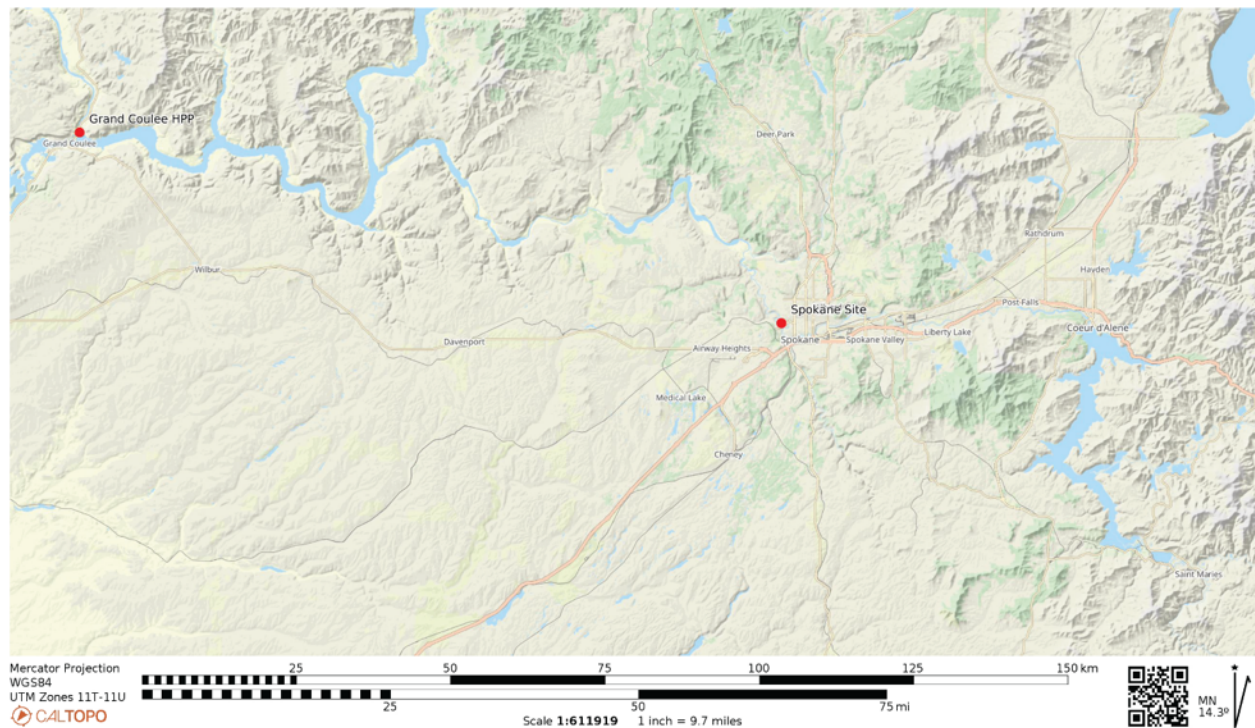 Grand Coulee HPP
Grand Coulee
Deer Park
Rathdrum
Hayden
Wilbur
Spokane Site
Post Falls
Coeur d'Alene
Liberty Lake
Davenport
Airway Heights
Spokane
Spokane Valley
Medical Lake
Cheney
Saint Maries
Mercator Projection
WGS84
UTM Zones 11T-11U
CALTOPO
25 50 75 100 125 150 km
25 50 75 mi
Scale 1:611919 1 inch = 9.7 miles
MN
14.3º